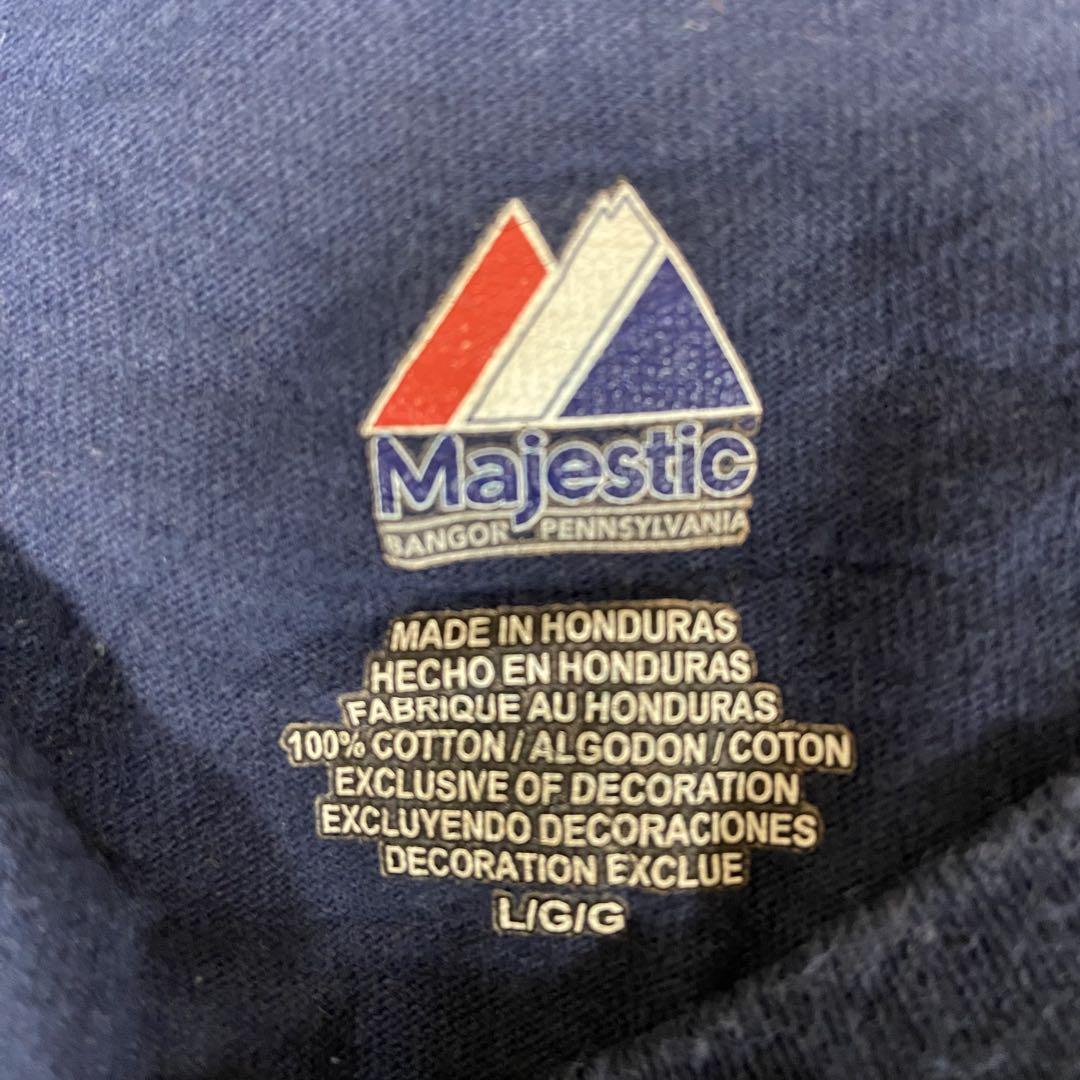 Majestic
BANGOR PENNSYLVANIA
MADE IN HONDURAS
HECHO EN HONDURAS
FABRIQUE AU HONDURAS
100% COTTON/ALGODON/COTON
EXCLUSIVE OF DECORATION
EXCLUYENDO DECORACIONES
DECORATION EXCLUE
L/G/G